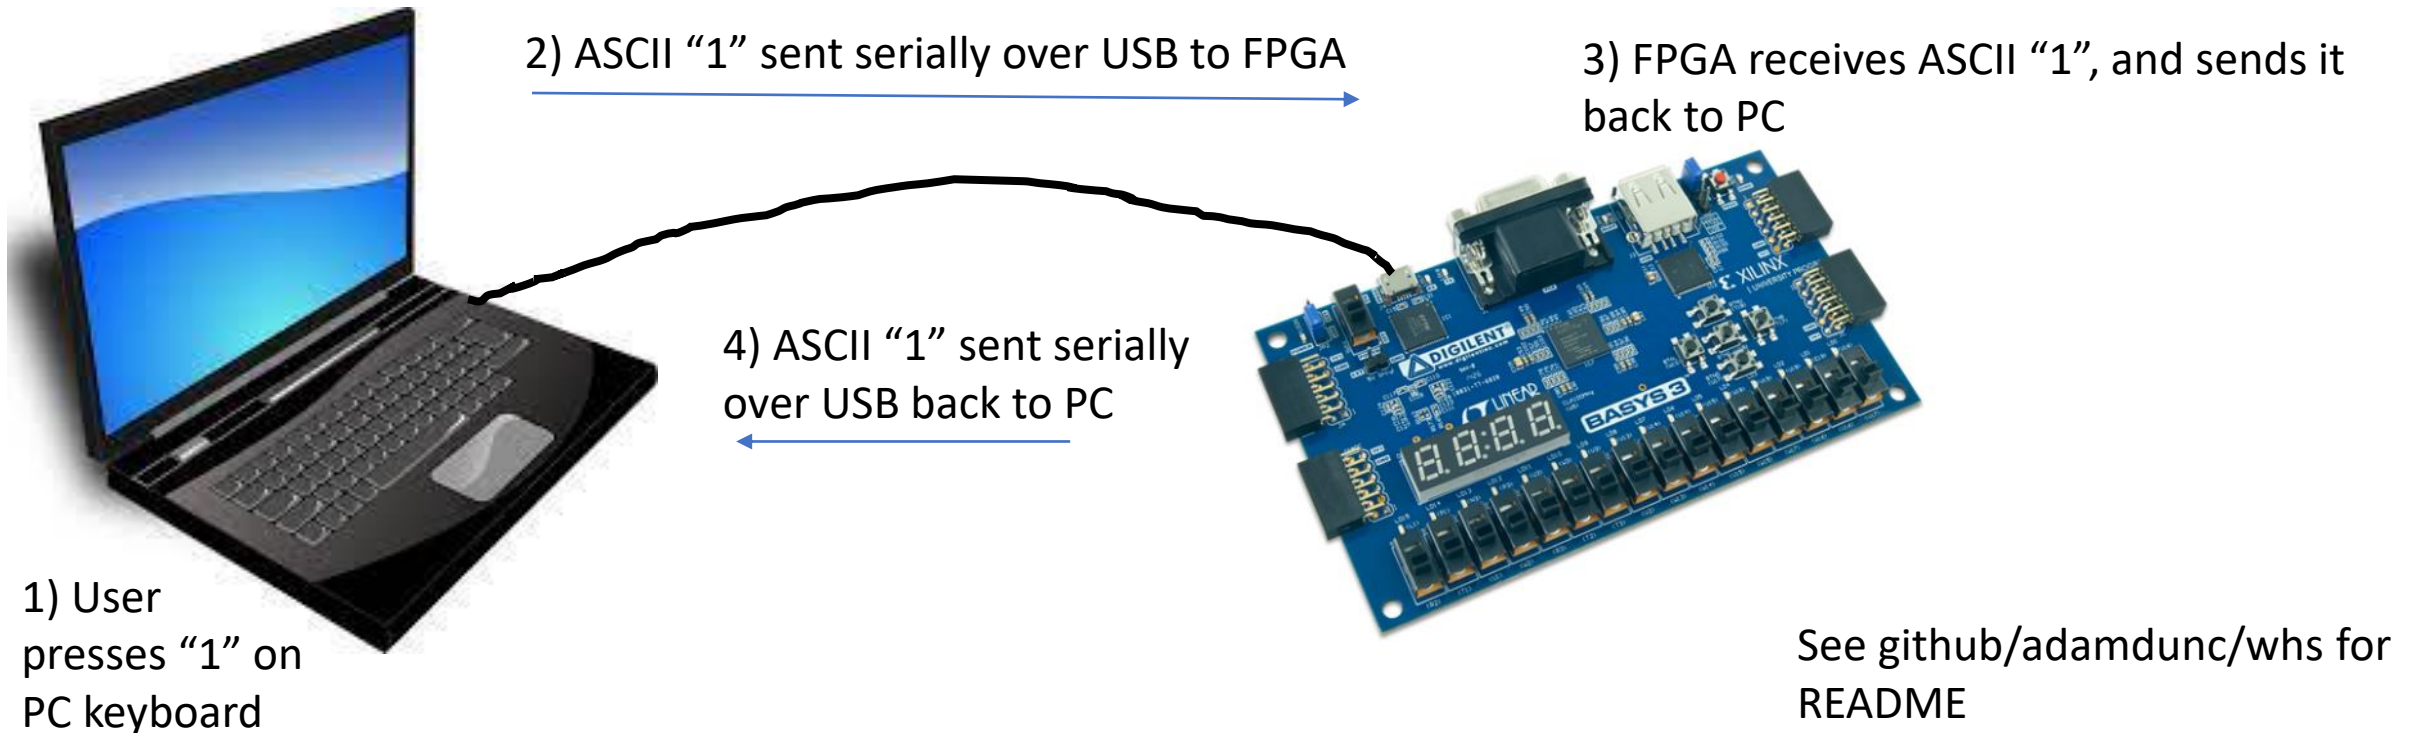 2) ASCII “1” sent serially over USB to FPGA
3) FPGA receives ASCII “1”, and sends it
back to PC
4) ASCII “1” sent serially
over USB back to PC
1) User
presses “1” on
PC keyboard
See github/adamdunc/whs for
README
XILINX
DIGILENT
LINEAR
BASYS 3